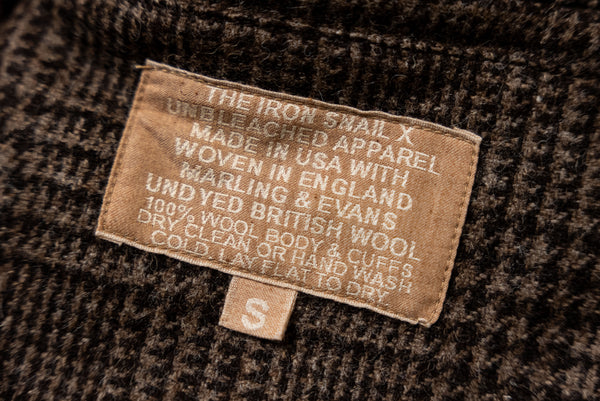 THE IRON SNAIL X
UNBLEACHED APPAREL
MADE IN USA WITH
WOVEN IN ENGLAND
MARLING & EVANS
UNDYED BRITISH WOOL
100% WOOL BODY & CUFFS
DRY CLEAN OR HAND WASH
COLD. LAY FLAT TO DRY
S